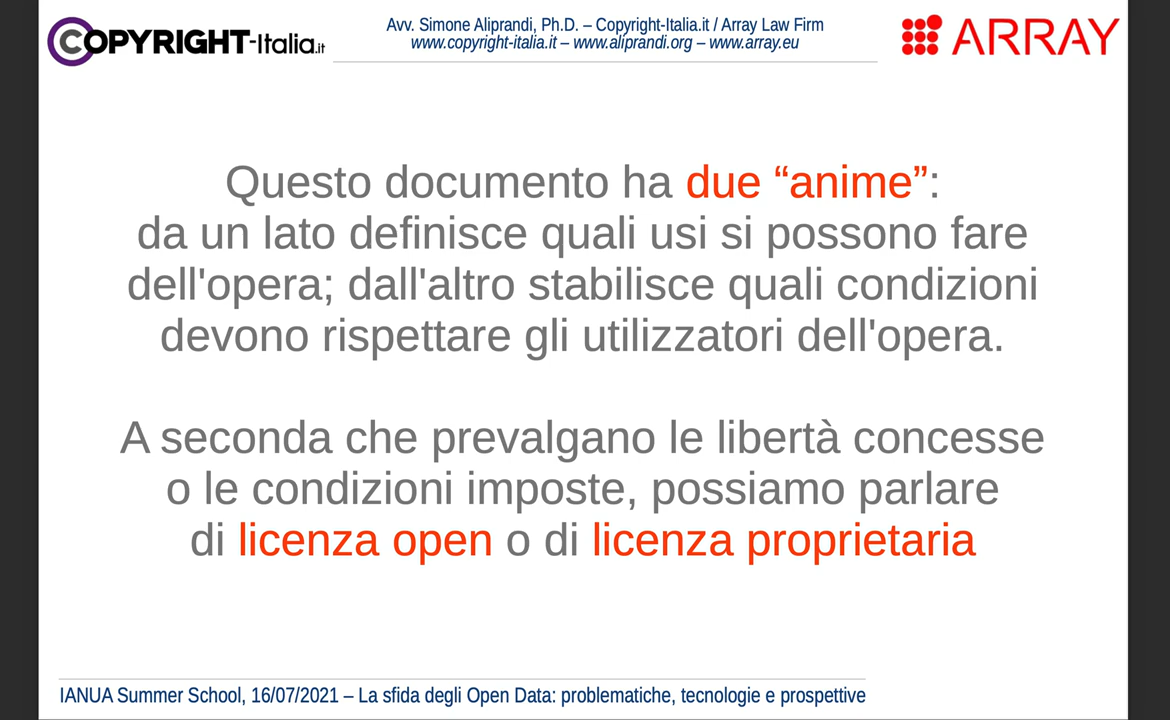 COPYRIGHT-Italia.it
Avv. Simone Aliprandi, Ph.D. – Copyright-Italia.it / Array Law Firm
www.copyright-italia.it – www.aliprandi.org – www.array.eu
ARRAY
Questo documento ha due “anime”:
da un lato definisce quali usi si possono fare
dell'opera; dall'altro stabilisce quali condizioni
devono rispettare gli utilizzatori dell'opera.
A seconda che prevalgano le libertà concesse
o le condizioni imposte, possiamo parlare
di licenza open o di licenza proprietaria
IANUA Summer School, 16/07/2021 – La sfida degli Open Data: problematiche, tecnologie e prospettive